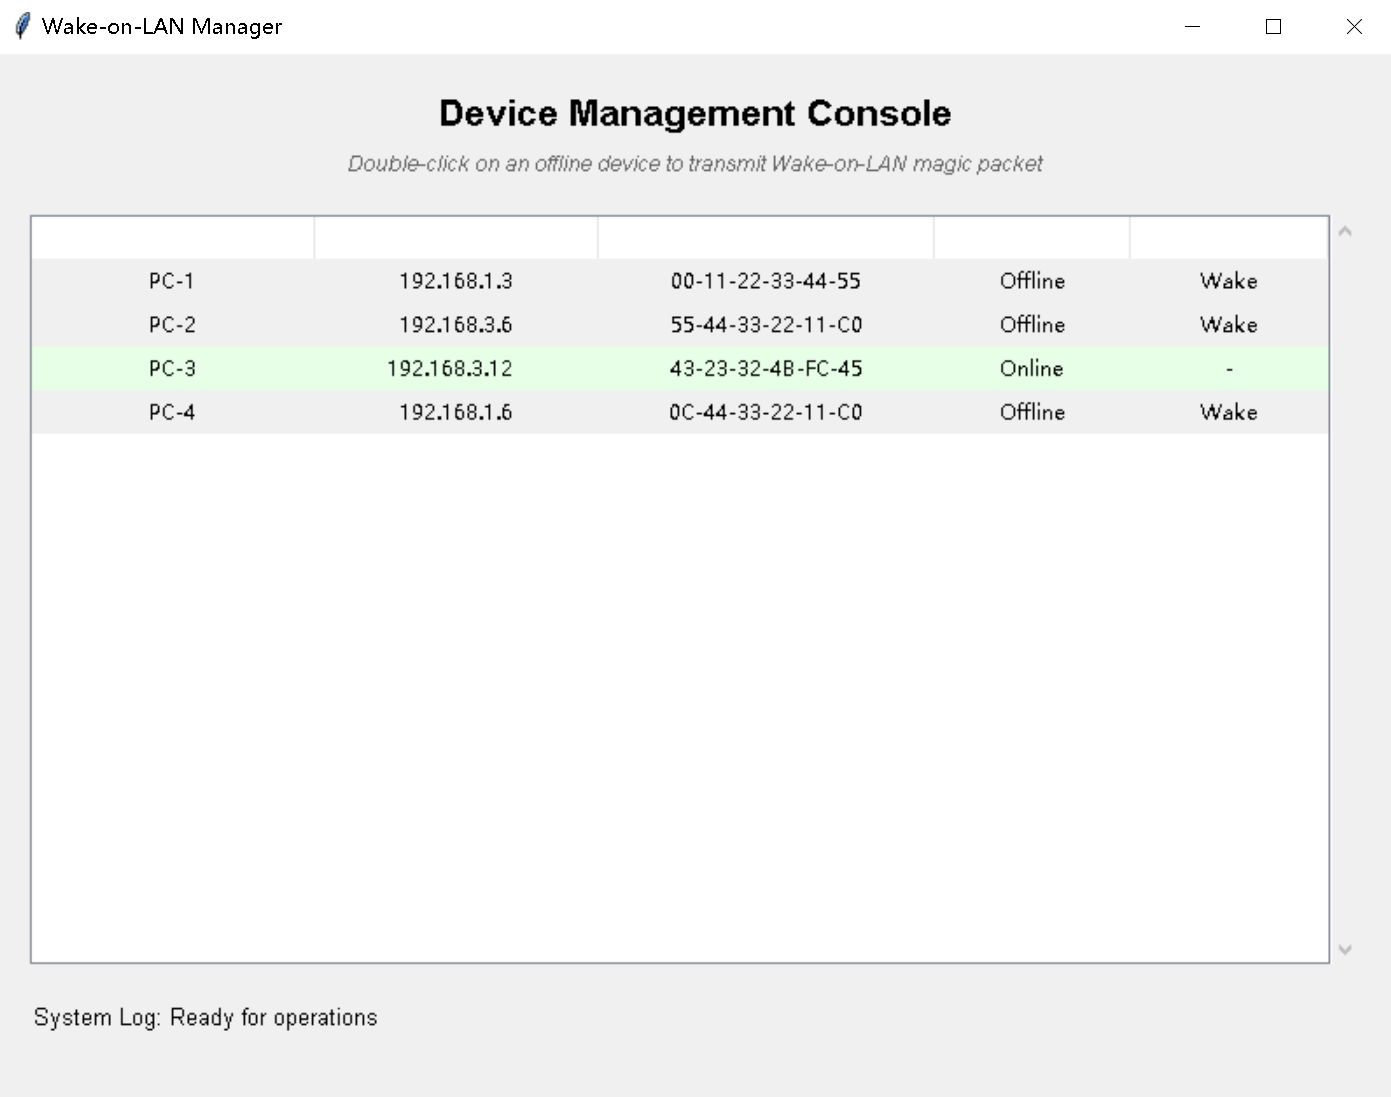 Wake-on-LAN Manager
Device Management Console
Double-click on an offline device to transmit Wake-on-LAN magic packet
PC-1 192.168.1.3 00-11-22-33-44-55 Offline Wake
PC-2 192.168.3.6 55-44-33-22-11-C0 Offline Wake
PC-3 192.168.3.12 43-23-32-4B-FC-45 Online -
PC-4 192.168.1.6 0C-44-33-22-11-C0 Offline Wake
System Log: Ready for operations